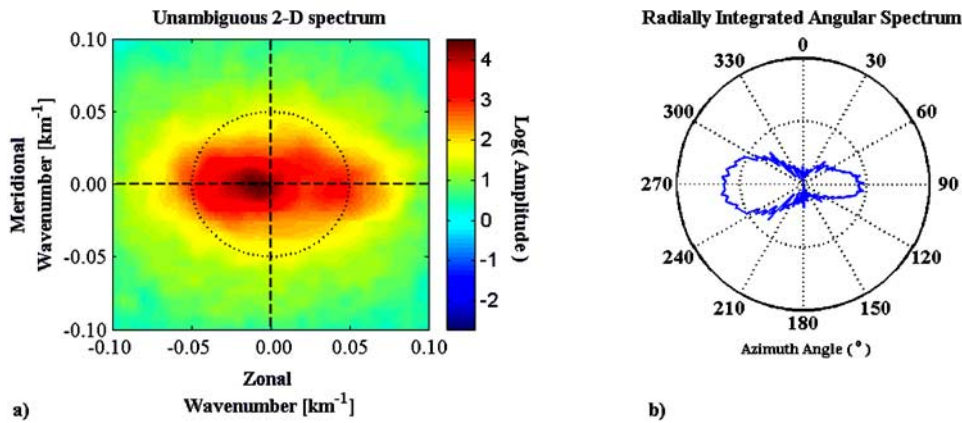 Unambiguous 2-D spectrum
0.10
0.05
0.00
-0.05
-0.10
-0.10
-0.05
0.00
0.05
0.10
Meridional
Wavenumber [km-1]
Zonal
Wavenumber [km-1]
4
3
2
1
0
-1
-2
Log( Amplitude )
a)
Radially Integrated Angular Spectrum
0
30
60
90
120
150
180
210
240
270
300
330
Azimuth Angle ( ° )
b)